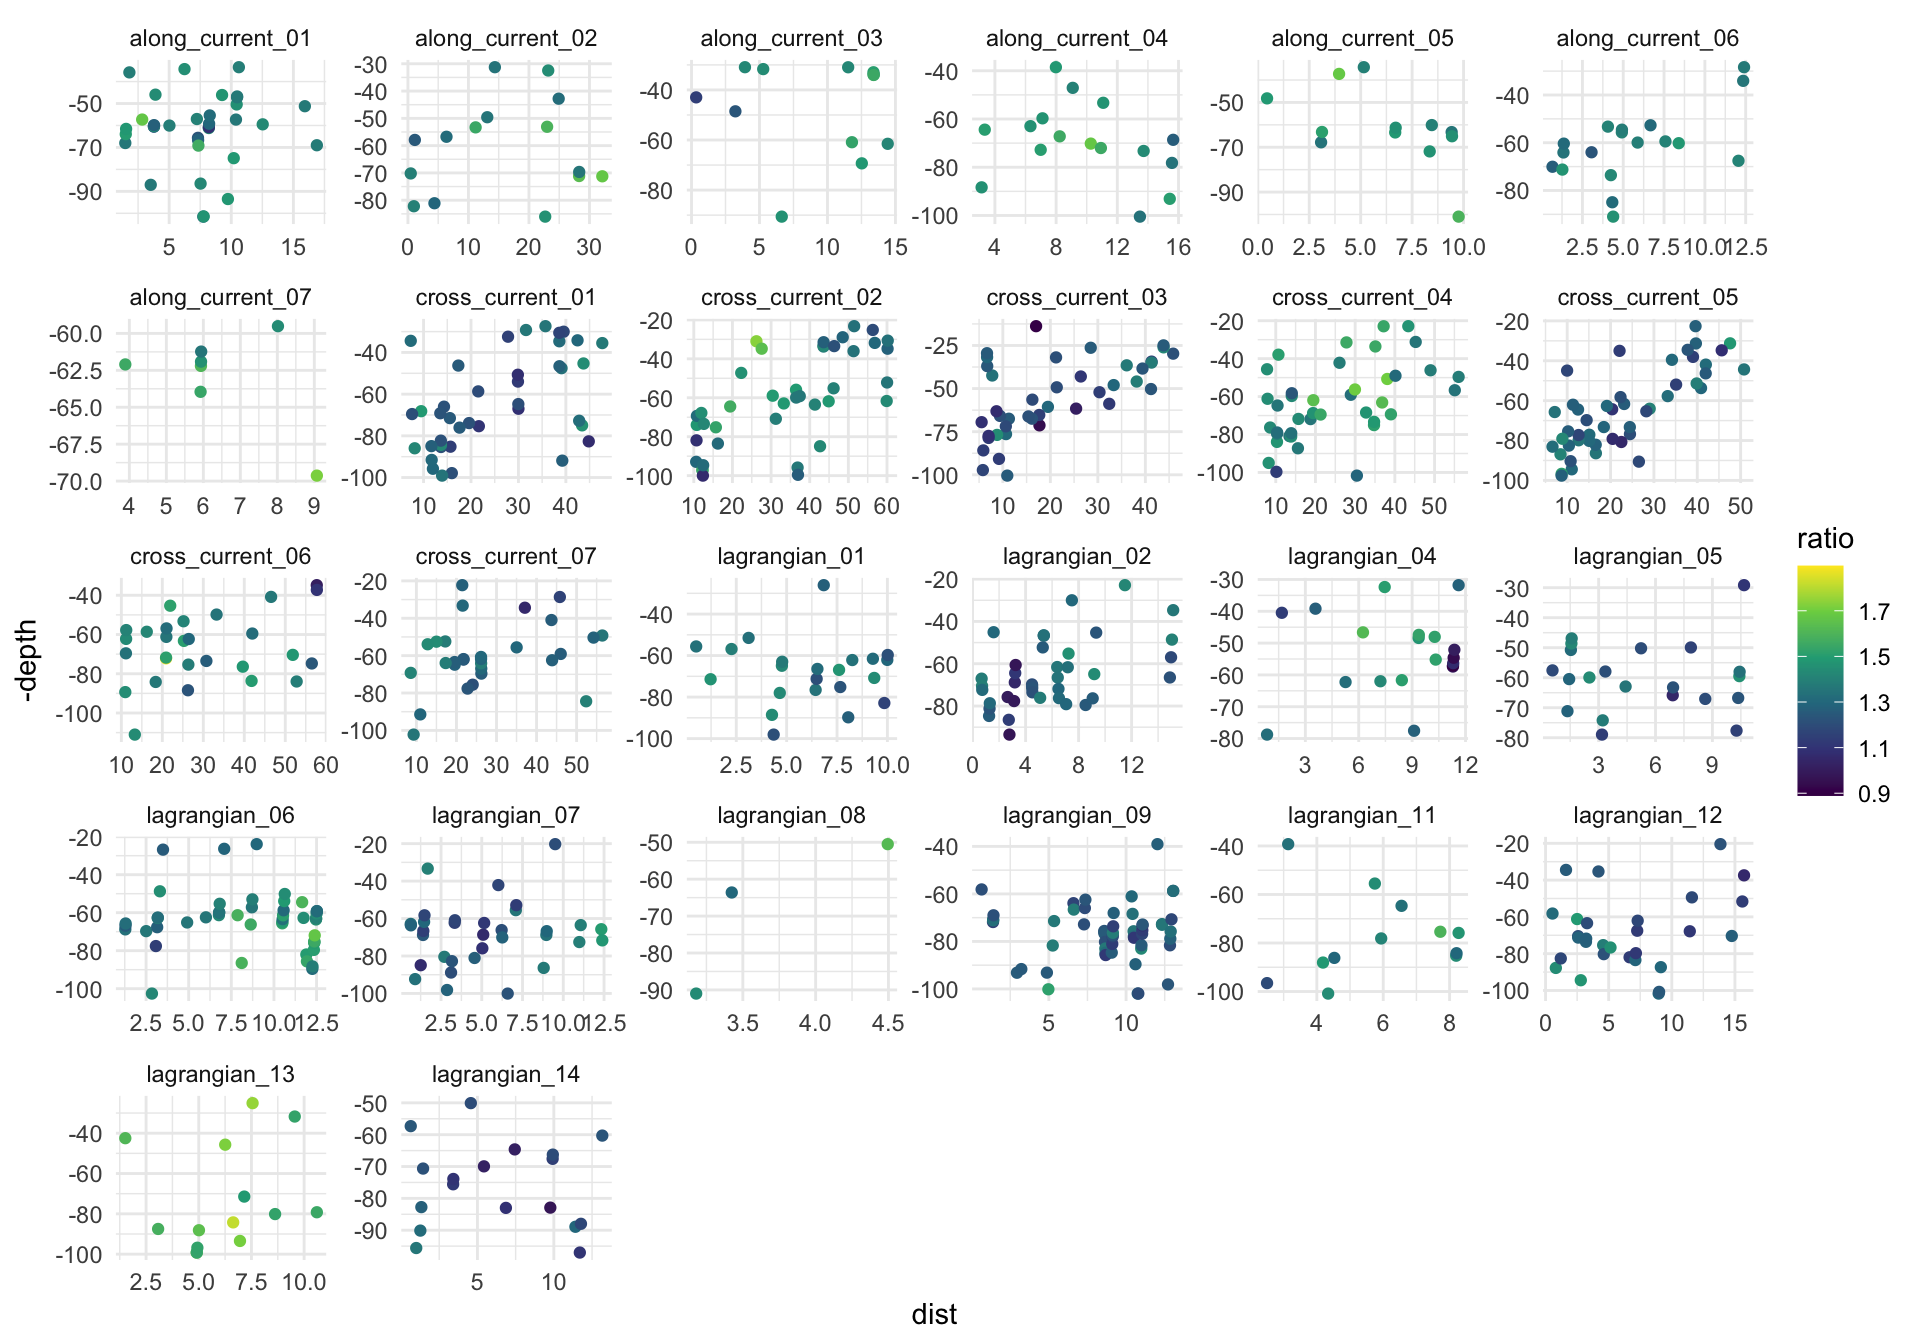 along_current_01 along_current_02 along_current_03 along_current_04 along_current_05 along_current_06
-50 -70 -90
5 10 15
-30 -40 -50 -60 -70 -80
0 10 20 30
-40 -60 -80
0 5 10 15
-40 -60 -80 -100
4 8 12 16
-50 -70 -90
0.0 2.5 5.0 7.5 10.0
-40 -60 -80
2.5 5.0 7.5 10.0 12.5
along_current_07 cross_current_01 cross_current_02 cross_current_03 cross_current_04 cross_current_05
-60.0 -62.5 -65.0 -67.5 -70.0
4 5 6 7 8 9
-40 -60 -80 -100
10 20 30 40
-20 -40 -60 -80 -100
10 20 30 40 50 60
-25 -50 -75 -100
10 20 30 40
-20 -40 -60 -80 -100
10 20 30 40 50
-20 -40 -60 -80 -100
10 20 30 40 50
cross_current_06 cross_current_07 lagrangian_01 lagrangian_02 lagrangian_04 lagrangian_05
-40 -60 -80 -100
10 20 30 40 50 60
-20 -40 -60 -80 -100
10 20 30 40 50
-40 -60 -80 -100
2.5 5.0 7.5 10.0
-20 -40 -60 -80
0 4 8 12
-30 -40 -50 -60 -70 -80
3 6 9 12
-30 -40 -50 -60 -70 -80
3 6 9
lagrangian_06 lagrangian_07 lagrangian_08 lagrangian_09 lagrangian_11 lagrangian_12
-20 -40 -60 -80 -100
2.5 5.0 7.5 10.0 12.5
-20 -40 -60 -80 -100
2.5 5.0 7.5 10.0 12.5
-50 -60 -70 -80 -90
3.5 4.0 4.5
-40 -60 -80 -100
5 10
-40 -60 -80 -100
4 6 8
-20 -40 -60 -80 -100
0 5 10 15
lagrangian_13 lagrangian_14
-40 -60 -80 -100
2.5 5.0 7.5 10.0
-50 -60 -70 -80 -90
5 10
-depth
dist
ratio
1.7
1.5
1.3
1.1
0.9